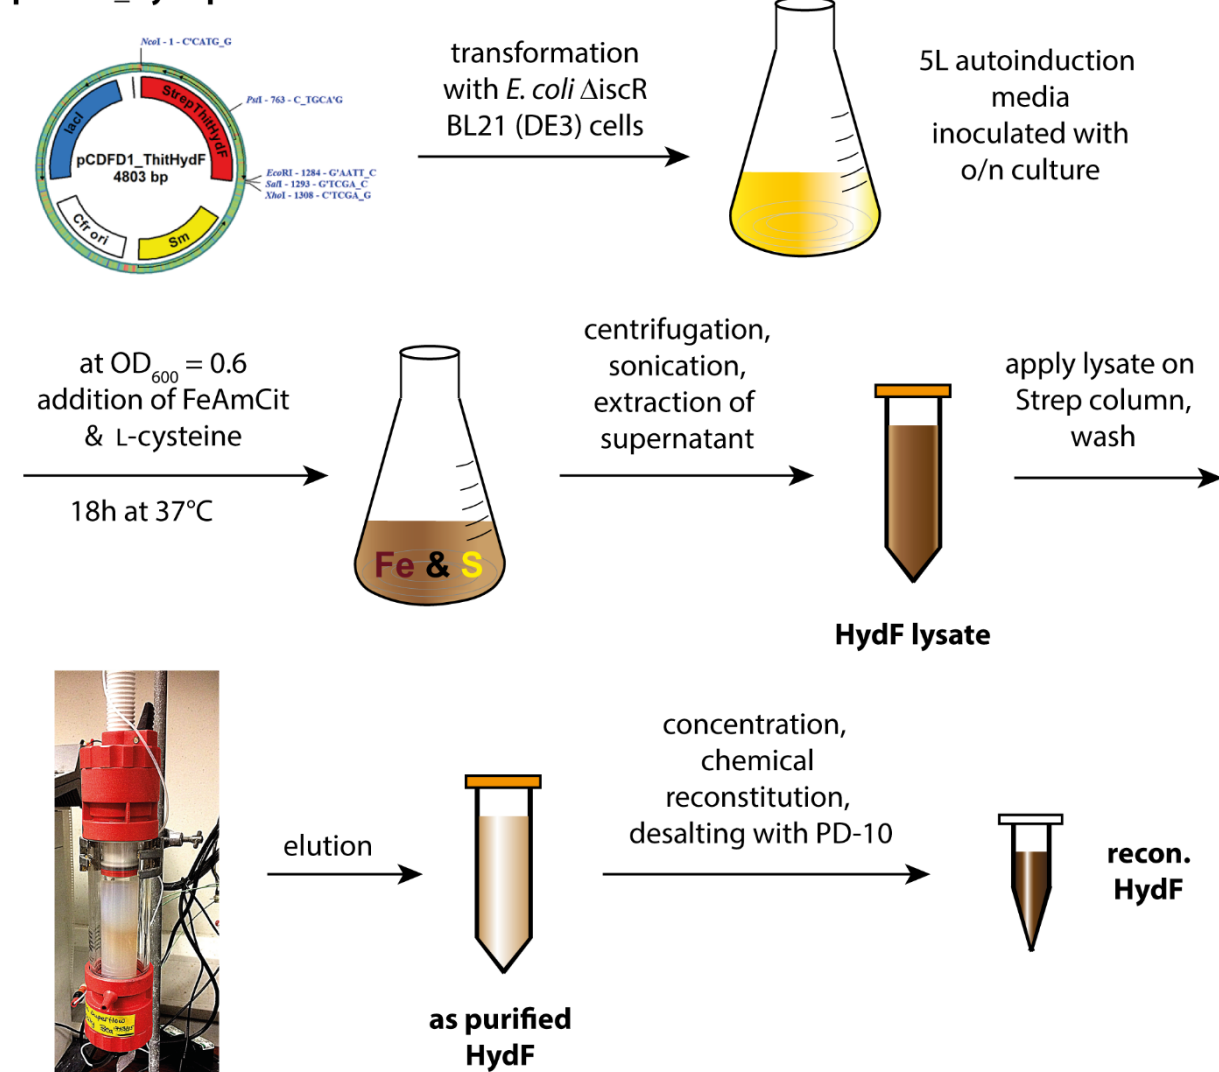 NcoI - 1 - C'CATG_G
PstI - 763 - C_TGCA'G
lacI
StrepThitHydF
pCDFD1_ThitHydF
4803 bp
EcoRI - 1284 - G'AATT_C
SalI - 1293 - G'TCGA_C
XhoI - 1308 - C'TCGA_G
Cfr ori
Sm
transformation
with E. coli ΔiscR
BL21 (DE3) cells
5L autoinduction
media
inoculated with
o/n culture
at OD600 = 0.6
addition of FeAmCit
& L-cysteine
18h at 37°C
Fe & S
centrifugation,
sonication,
extraction of
supernatant
HydF lysate
apply lysate on
Strep column,
wash
elution
as purified
HydF
concentration,
chemical
reconstitution,
desalting with PD-10
recon.
HydF